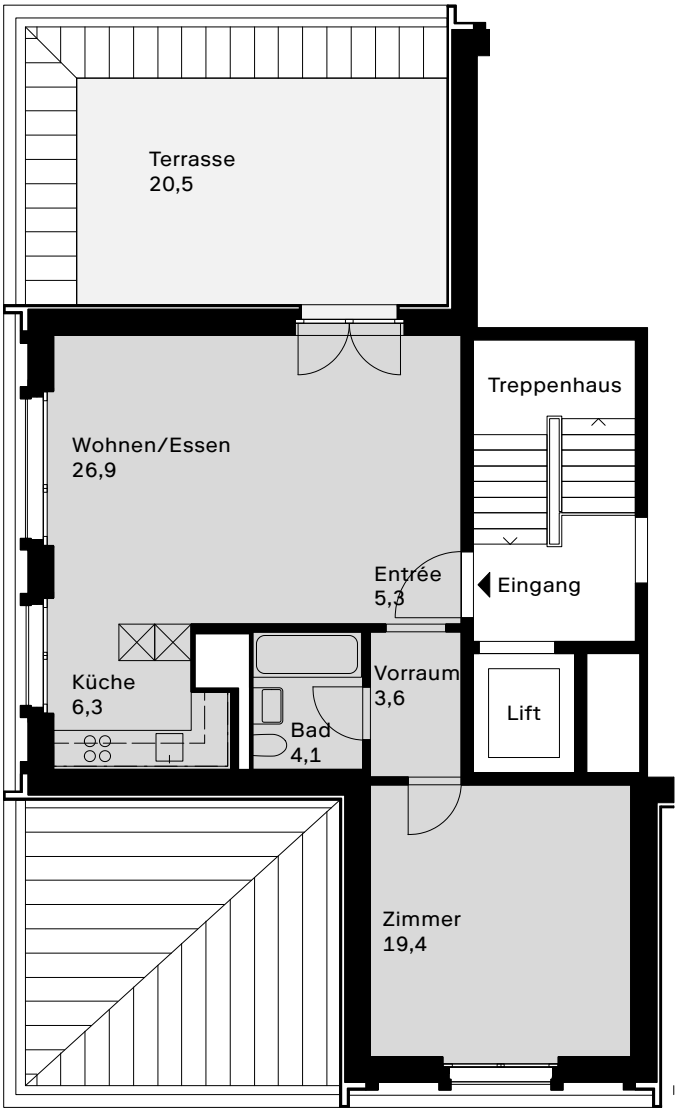 Terrasse
20,5
Treppenhaus
Wohnen/Essen
26,9
Entrée
5,3
Eingang
Vorraum
3,6
Küche
6,3
Lift
Bad
4,1
Zimmer
19,4